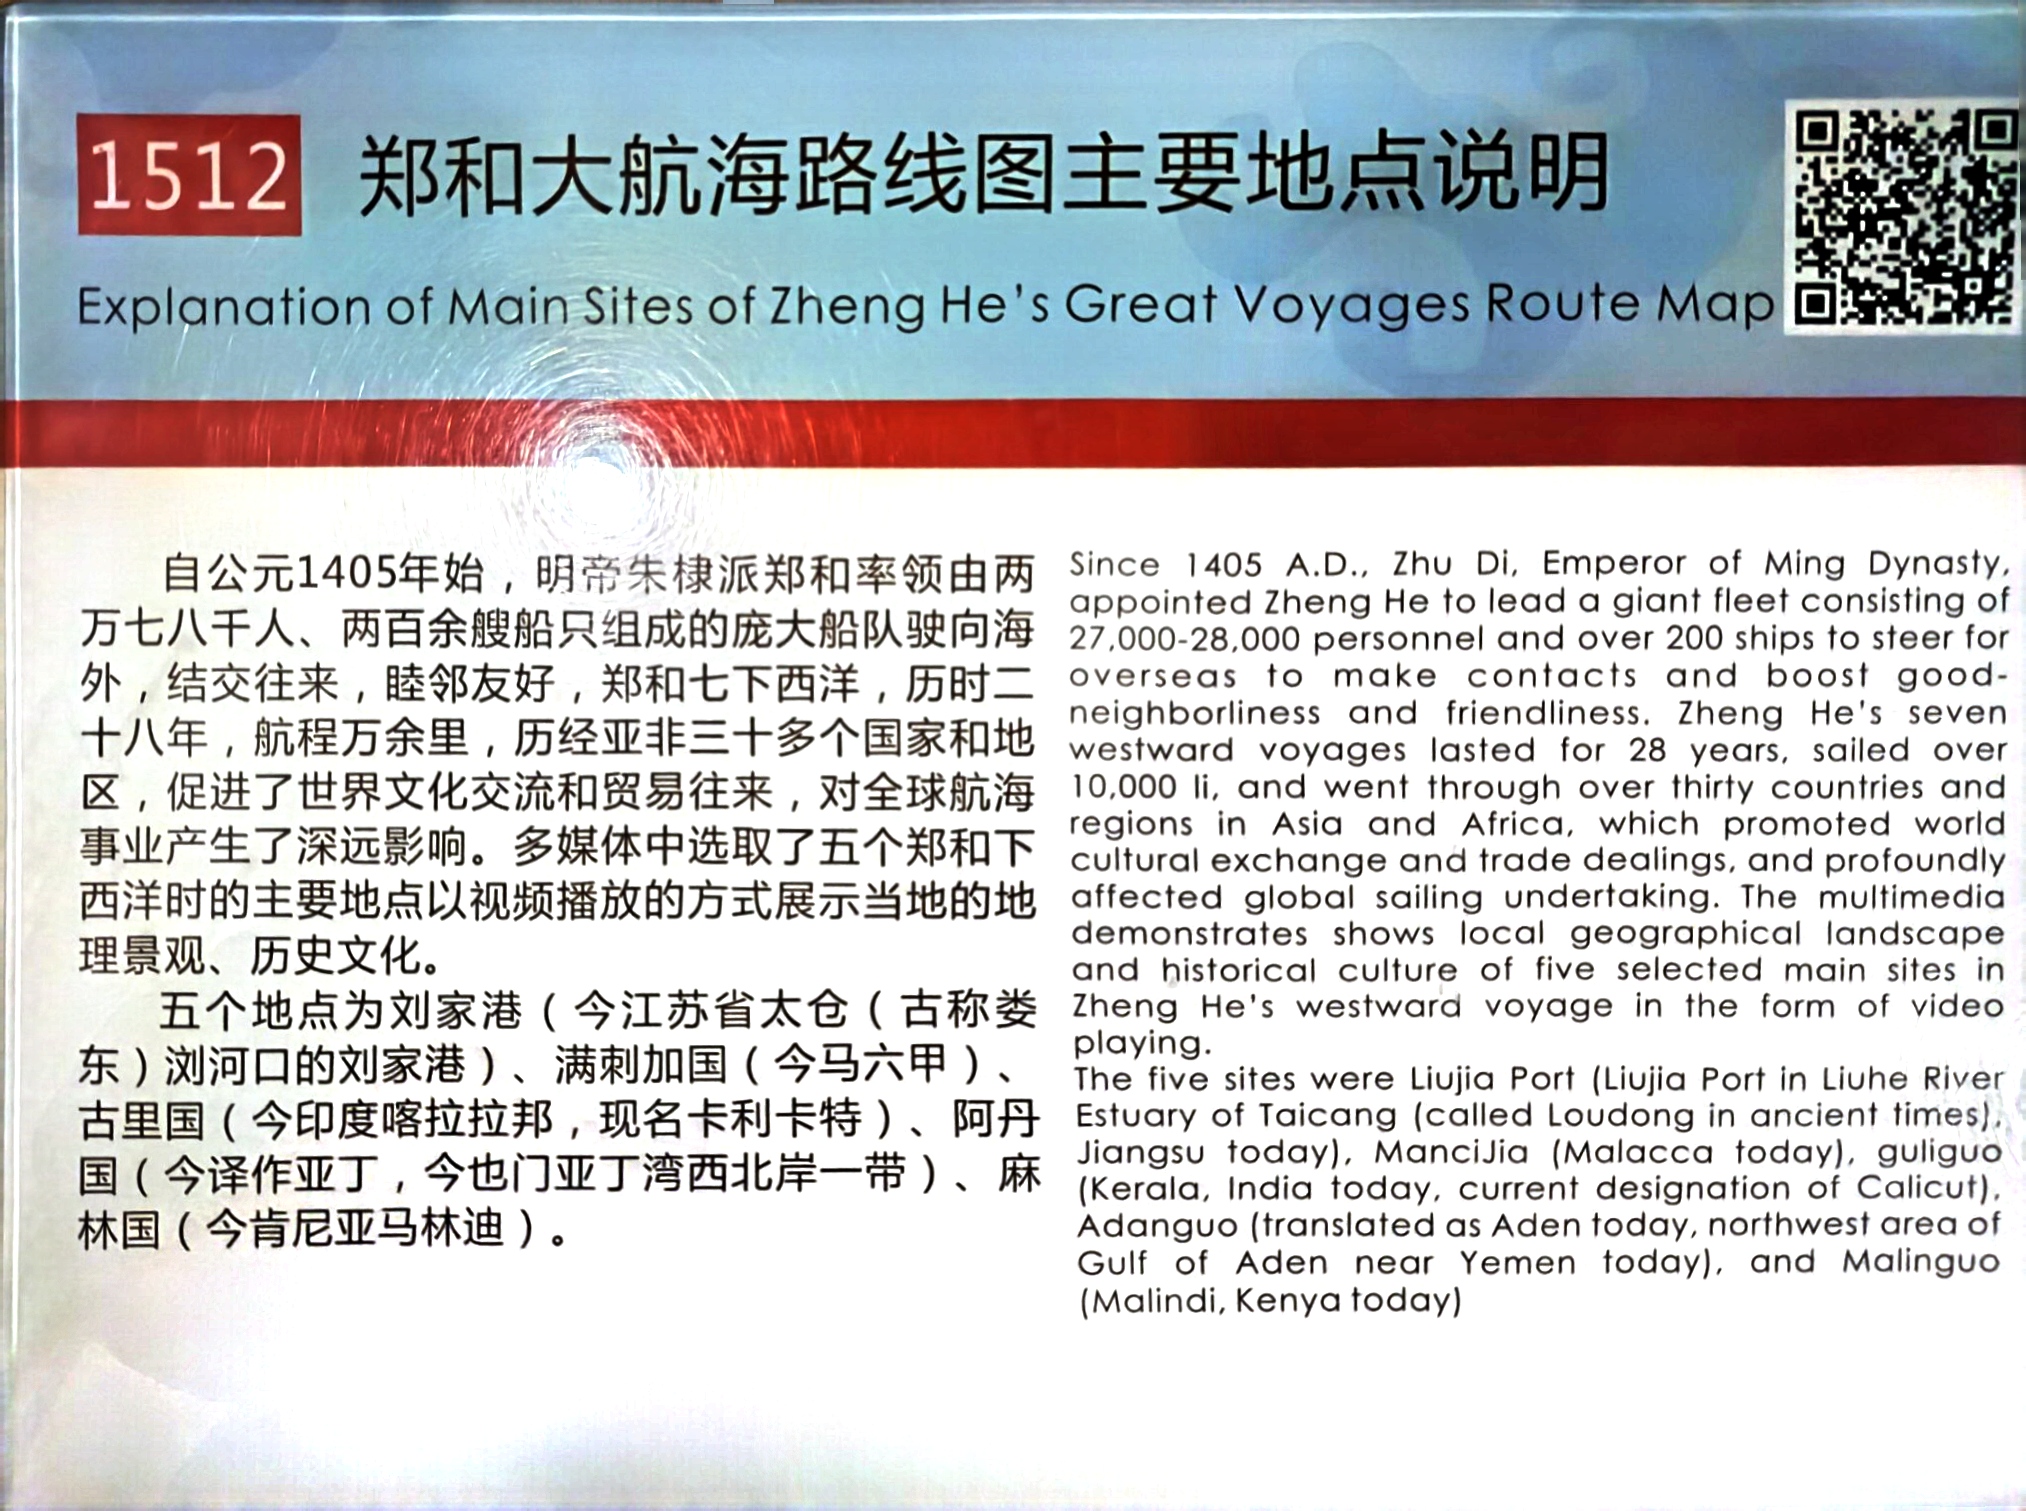 1512
郑和大航海路线图主要地点说明
Explanation of Main Sites of Zheng He's Great Voyages Route Map
自公元1405年始，明帝朱棣派郑和率领由两
万七八千人、两百余艘船只组成的庞大船队驶向海
外，结交往来，睦邻友好，郑和七下西洋，历时二
十八年，航程万余里，历经亚非三十多个国家和地
区，促进了世界文化交流和贸易往来，对全球航海
事业产生了深远影响。多媒体中选取了五个郑和下
西洋时的主要地点以视频播放的方式展示当地的地
理景观、历史文化。
五个地点为刘家港（今江苏省太仓（古称娄
东）浏河口的刘家港）、满刺加国（今马六甲）、
古里国（今印度喀拉拉邦，现名卡利卡特）、阿丹
国（今译作亚丁，今也门亚丁湾西北岸一带）、麻
林国（今肯尼亚马林迪）。
Since 1405 A.D., Zhu Di, Emperor of Ming Dynasty,
appointed Zheng He to lead a giant fleet consisting of
27,000-28,000 personnel and over 200 ships to steer for
overseas to make contacts and boost good-
neighborliness and friendliness. Zheng He's seven
westward voyages lasted for 28 years, sailed over
10,000 li, and went through over thirty countries and
regions in Asia and Africa, which promoted world
cultural exchange and trade dealings, and profoundly
affected global sailing undertaking. The multimedia
demonstrates shows local geographical landscape
and historical culture of five selected main sites in
Zheng He's westward voyage in the form of video
playing.
The five sites were Liujia Port (Liujia Port in Liuhe River
Estuary of Taicang (called Loudong in ancient times),
Jiangsu today), ManciJia (Malacca today), guliguo
(Kerala, India today, current designation of Calicut),
Adanguo (translated as Aden today, northwest area of
Gulf of Aden near Yemen today), and Malinguo
(Malindi, Kenya today)